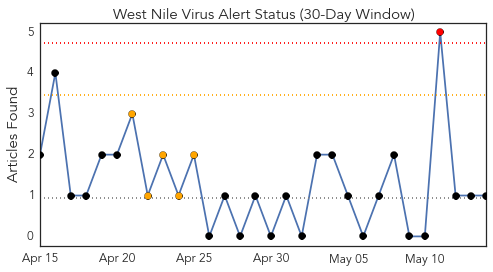 West Nile Virus Alert Status (30-Day Window)
Articles Found
5
4
3
2
1
0
Apr 15
Apr 20
Apr 25
Apr 30
May 05
May 10